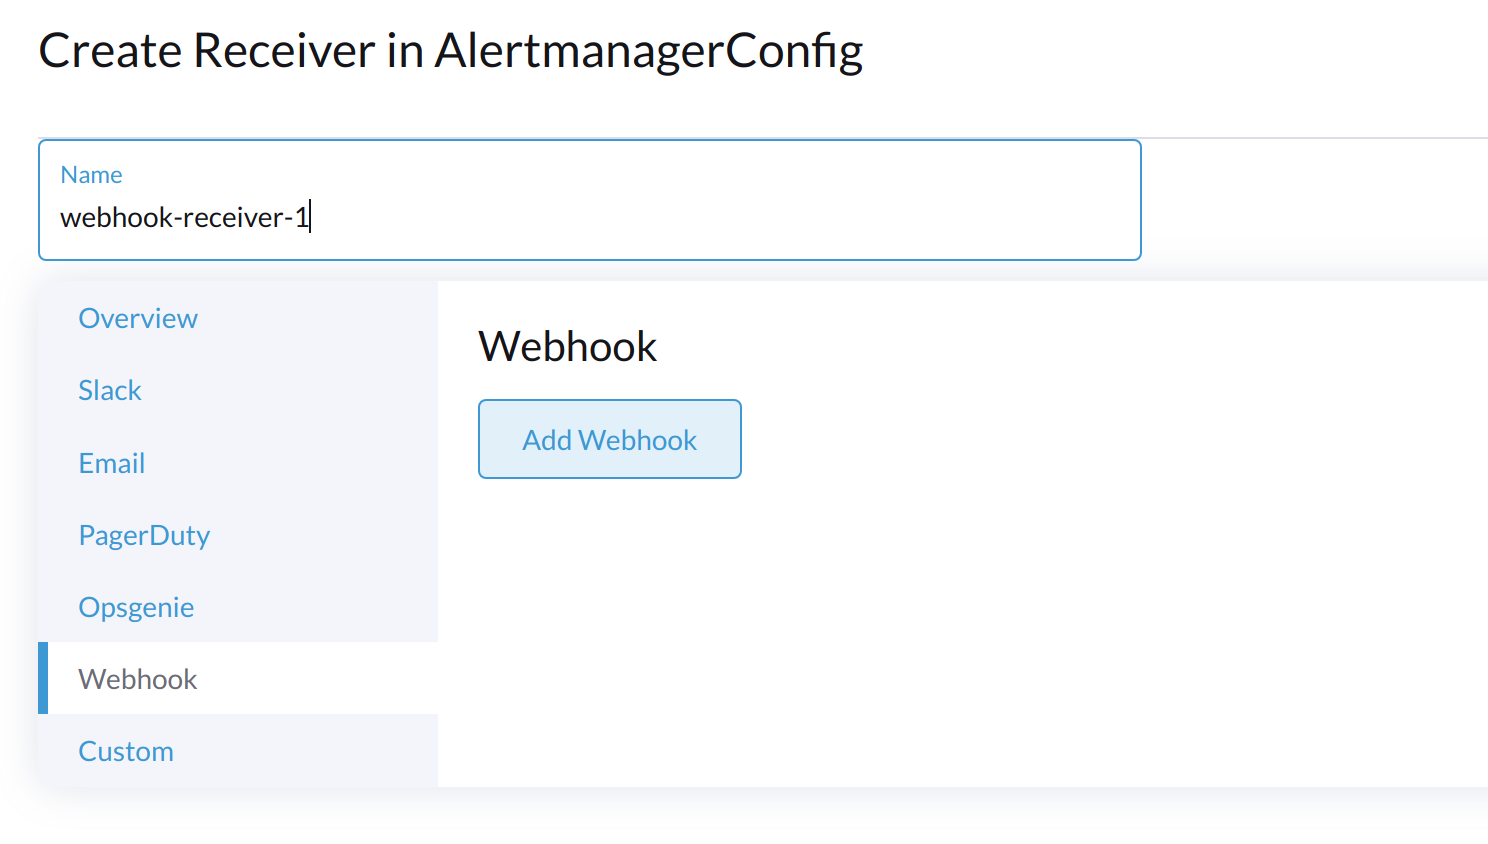 Create Receiver in AlertmanagerConfig
Name
webhook-receiver-1
Overview
Slack
Email
PagerDuty
Opsgenie
Webhook
Custom
Webhook
Add Webhook